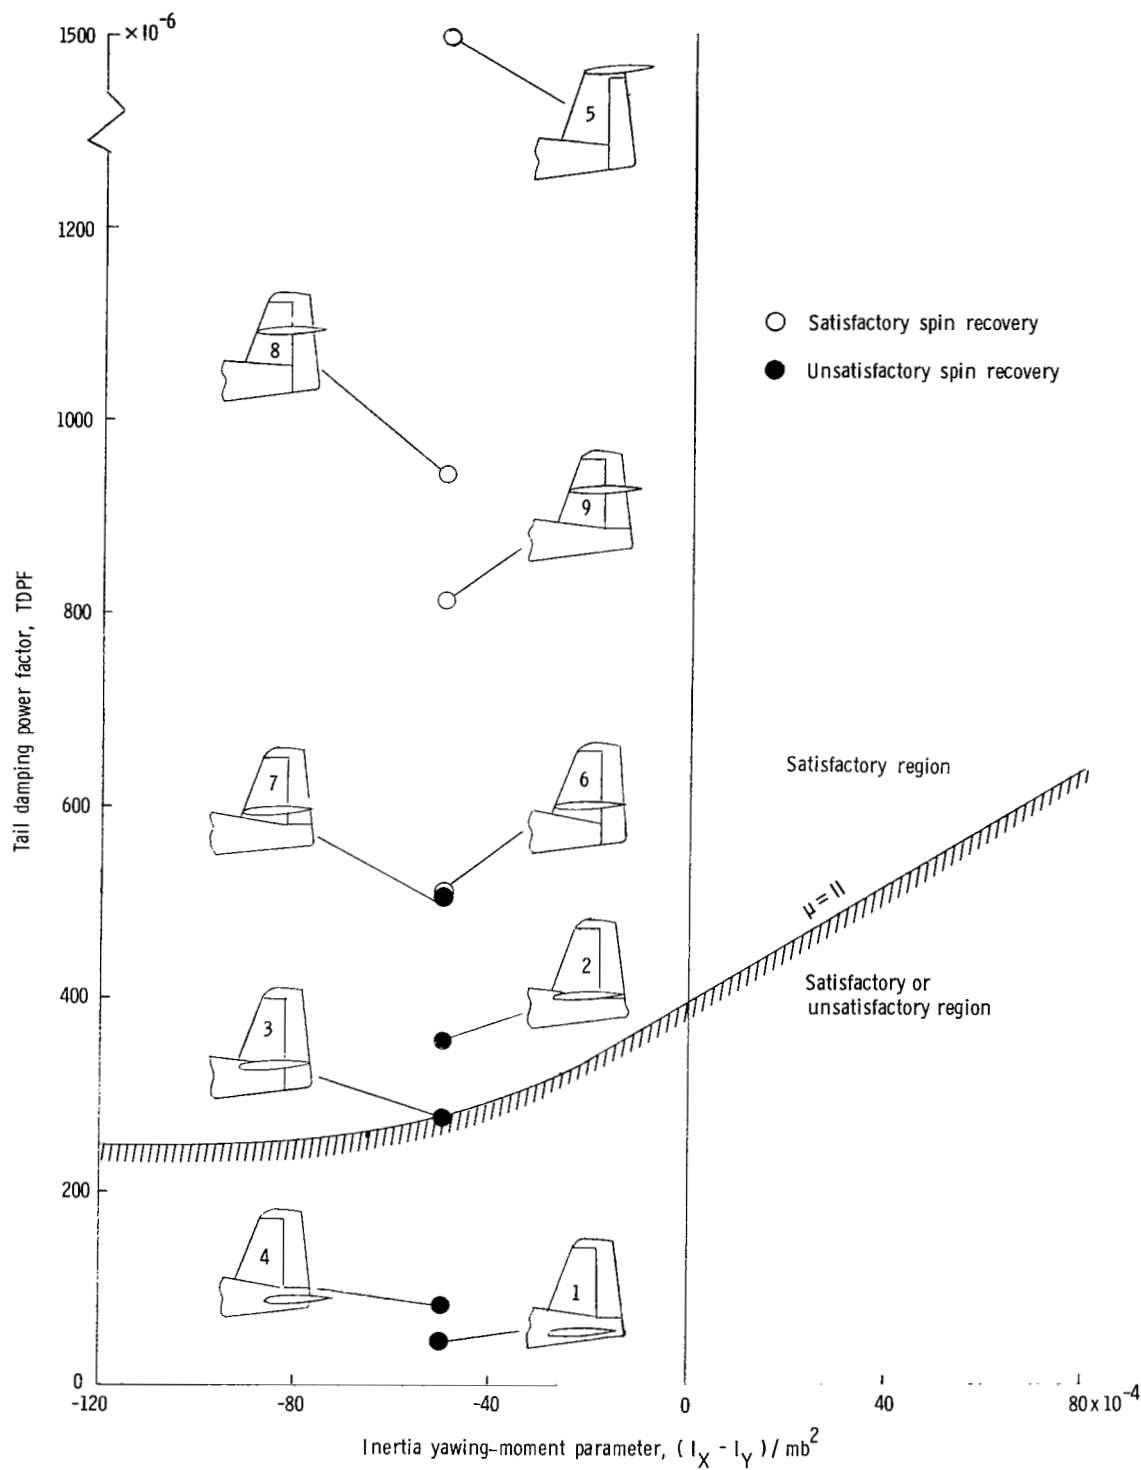 1500
×10⁻⁶
5
1200
8
Satisfactory spin recovery
Unsatisfactory spin recovery
1000
9
800
Tail damping power factor, TDPF
Satisfactory region
7
6
600
μ = 11
2
400
Satisfactory or
unsatisfactory region
3
200
4
1
0
-120
-80
-40
0
40
80 x 10⁻⁴
Inertia yawing-moment parameter, (I_X - I_Y) / mb²